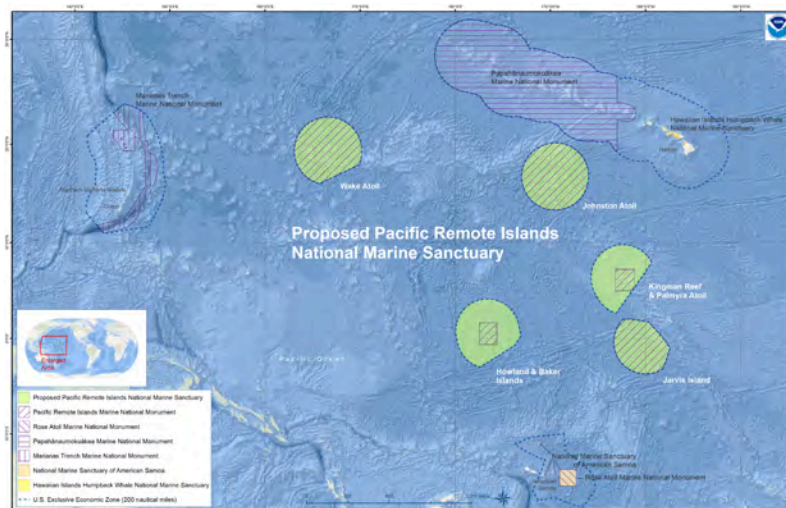 Papahānaumokuākea
Marine National Monument
Marianas Trench
Marine National Monument
Hawaiian Islands Humpback Whale
National Marine Sanctuary
Wake Atoll
Johnston Atoll
Proposed Pacific Remote Islands
National Marine Sanctuary
Kingman Reef
& Palmyra Atoll
Pacific Ocean
Howland & Baker
Islands
Jarvis Island
Enlarged
Area
Proposed Pacific Remote Islands National Marine Sanctuary
Pacific Remote Islands Marine National Monument
Rose Atoll Marine National Monument
Papahānaumokuākea Marine National Monument
Marianas Trench Marine National Monument
National Marine Sanctuary of American Samoa
Hawaiian Islands Humpback Whale National Marine Sanctuary
U.S. Exclusive Economic Zone (200 nautical miles)
National Marine Sanctuary
of American Samoa
Rose Atoll Marine National Monument